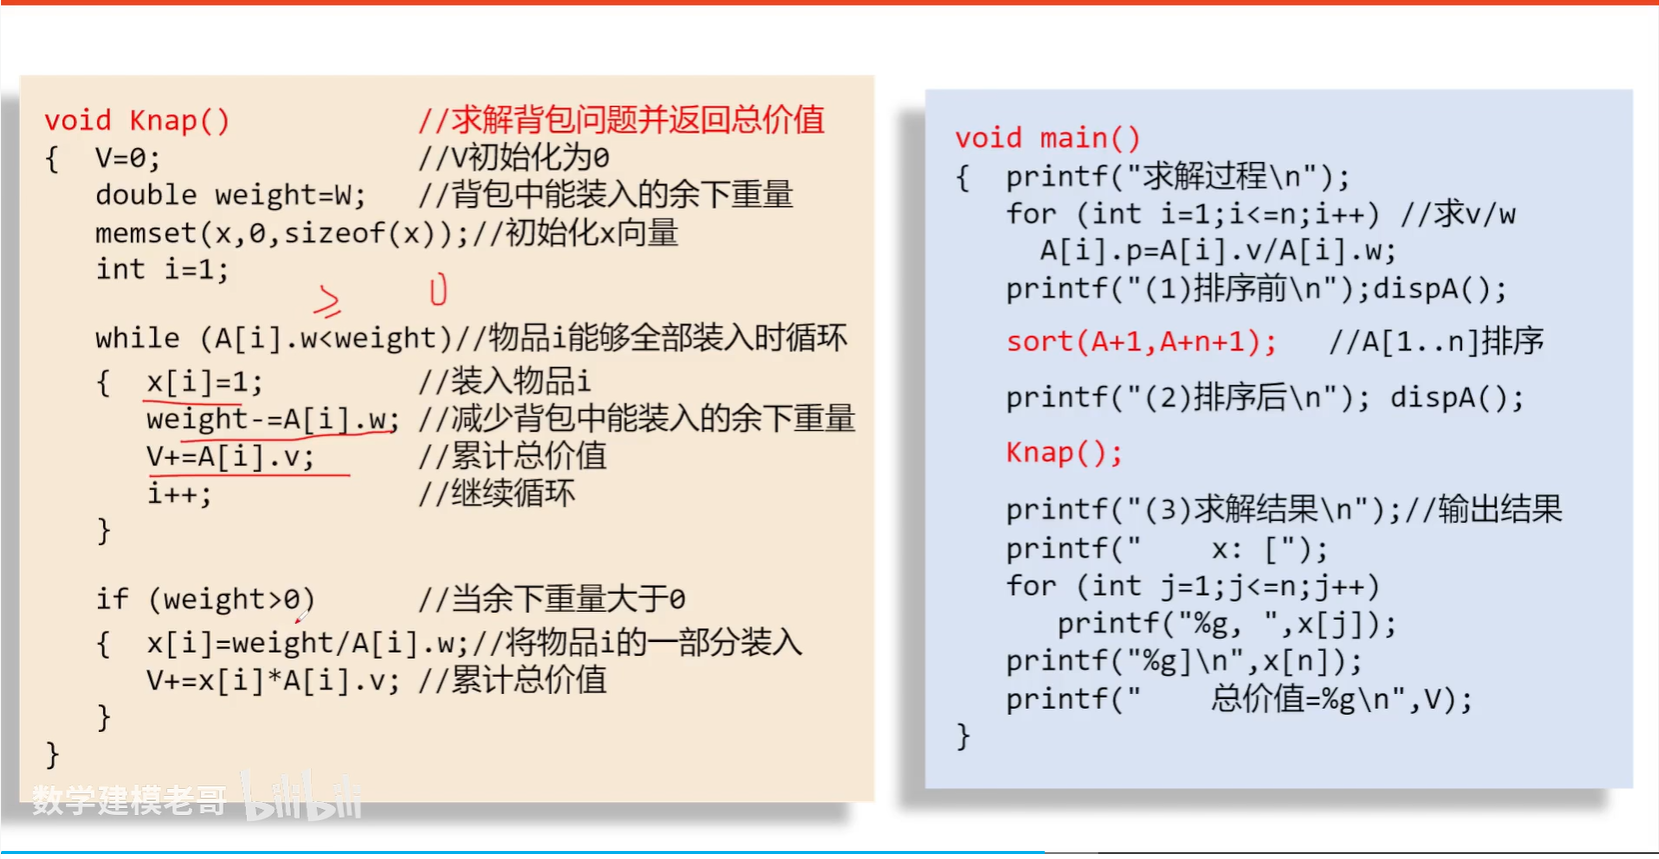 void Knap() //求解背包问题并返回总价值
{ V=0; //V初始化为0
double weight=W; //背包中能装入的余下重量
memset(x,0,sizeof(x));//初始化x向量
int i=1;
≥ 0
while (A[i].w<weight)//物品i能够全部装入时循环
{ x[i]=1; //装入物品i
weight-=A[i].w; //减少背包中能装入的余下重量
V+=A[i].v; //累计总价值
i++; //继续循环
}
if (weight>0) //当余下重量大于0
{ x[i]=weight/A[i].w;//将物品i的一部分装入
V+=x[i]*A[i].v; //累计总价值
}
}
数学建模老哥 bilibili
void main()
{ printf("求解过程\n");
for (int i=1;i<=n;i++) //求v/w
A[i].p=A[i].v/A[i].w;
printf("(1)排序前\n");dispA();
sort(A+1,A+n+1); //A[1..n]排序
printf("(2)排序后\n"); dispA();
Knap();
printf("(3)求解结果\n");//输出结果
printf(" x: [");
for (int j=1;j<=n;j++)
printf("%g, ",x[j]);
printf("%g]\n",x[n]);
printf(" 总价值=%g\n",V);
}